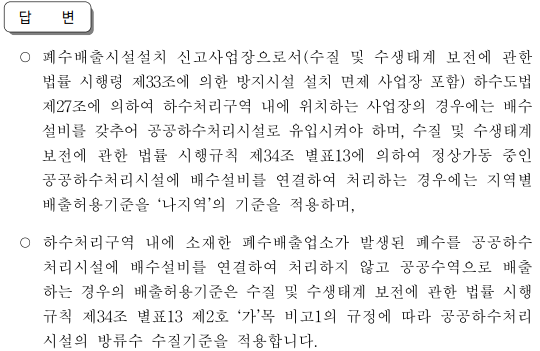 답 변
○ 폐수배출시설설치 신고사업장으로서(수질 및 수생태계 보전에 관한
법률 시행령 제33조에 의한 방지시설 설치 면제 사업장 포함) 하수도법
제27조에 의하여 하수처리구역 내에 위치하는 사업장의 경우에는 배수
설비를 갖추어 공공하수처리시설로 유입시켜야 하며, 수질 및 수생태계
보전에 관한 법률 시행규칙 제34조 별표13에 의하여 정상가동 중인
공공하수처리시설에 배수설비를 연결하여 처리하는 경우에는 지역별
배출허용기준을 ‘나지역’의 기준을 적용하며,
○ 하수처리구역 내에 소재한 폐수배출업소가 발생된 폐수를 공공하수
처리시설에 배수설비를 연결하여 처리하지 않고 공공수역으로 배출
하는 경우의 배출허용기준은 수질 및 수생태계 보전에 관한 법률 시행
규칙 제34조 별표13 제2호 ‘가’목 비고1의 규정에 따라 공공하수처리
시설의 방류수 수질기준을 적용합니다.